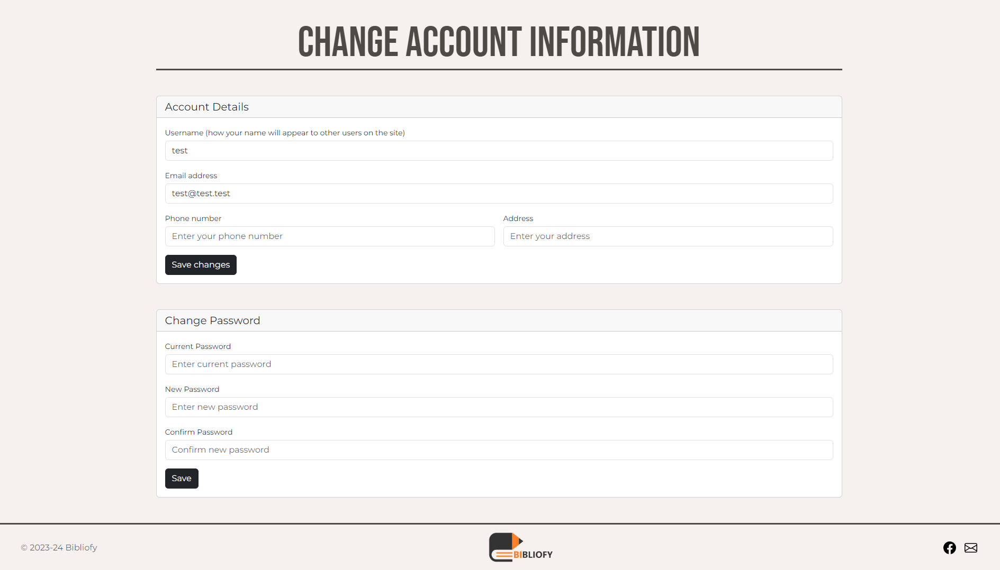 CHANGE ACCOUNT INFORMATION
Account Details
Username (how your name will appear to other users on the site)
test
Email address
test@test.test
Phone number
Address
Enter your phone number
Enter your address
Save changes
Change Password
Current Password
Enter current password
New Password
Enter new password
Confirm Password
Confirm new password
Save
© 2023-24 Bibliofy
BIBLIOFY